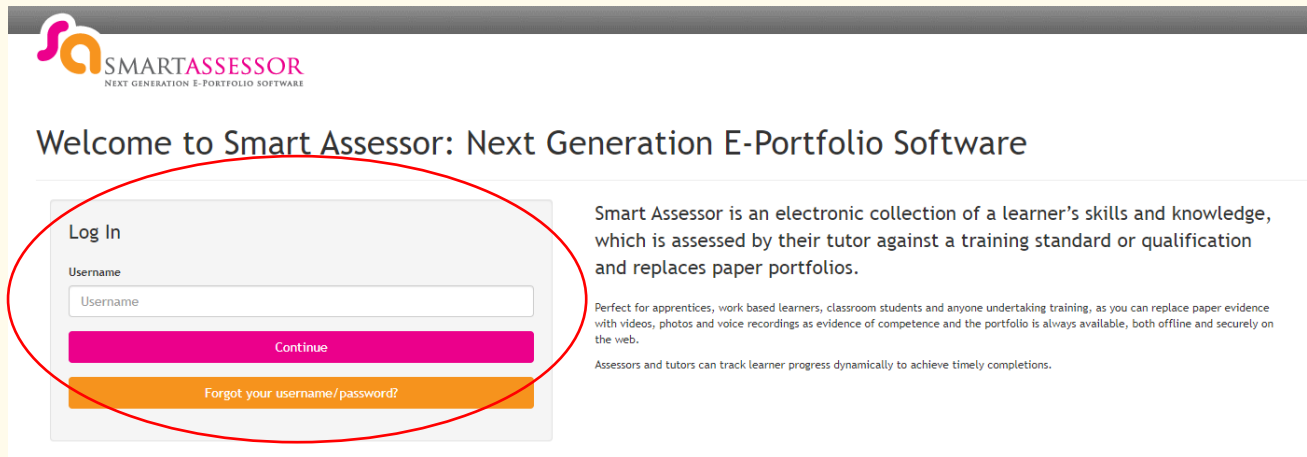 SMARTASSESSOR
NEXT GENERATION E-PORTFOLIO SOFTWARE
Welcome to Smart Assessor: Next Generation E-Portfolio Software
Log In
Username
Username
Continue
Forgot your username/password?
Smart Assessor is an electronic collection of a learner's skills and knowledge,
which is assessed by their tutor against a training standard or qualification
and replaces paper portfolios.
Perfect for apprentices, work based learners, classroom students and anyone undertaking training, as you can replace paper evidence
with videos, photos and voice recordings as evidence of competence and the portfolio is always available, both offline and securely on
the web.
Assessors and tutors can track learner progress dynamically to achieve timely completions.